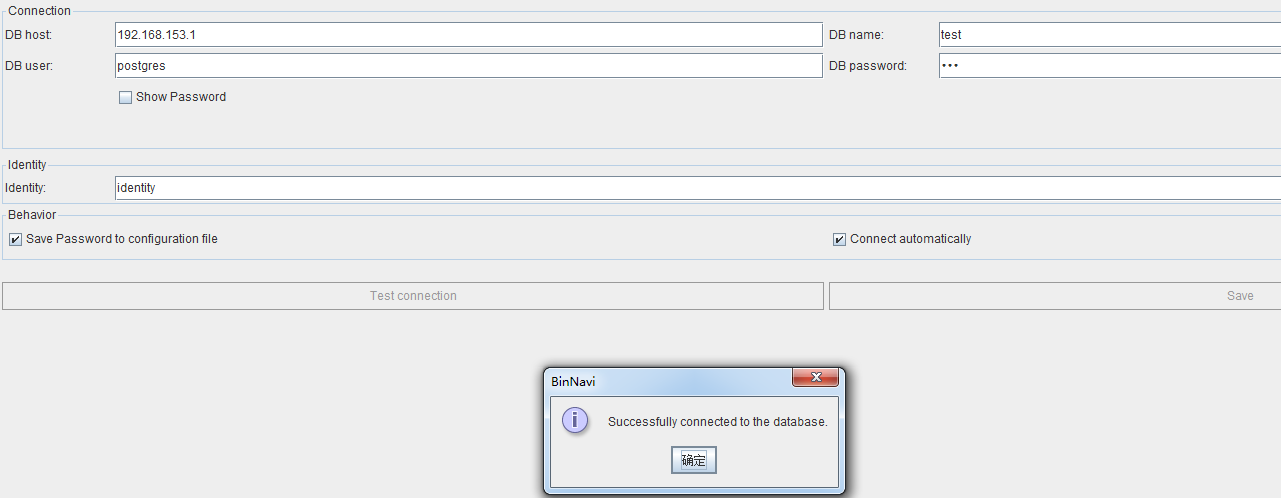 Connection
DB host: 192.168.153.1 DB name: test
DB user: postgres DB password: •••
Show Password
Identity
Identity: identity
Behavior
Save Password to configuration file Connect automatically
Test connection Save
BinNavi
Successfully connected to the database.
确定